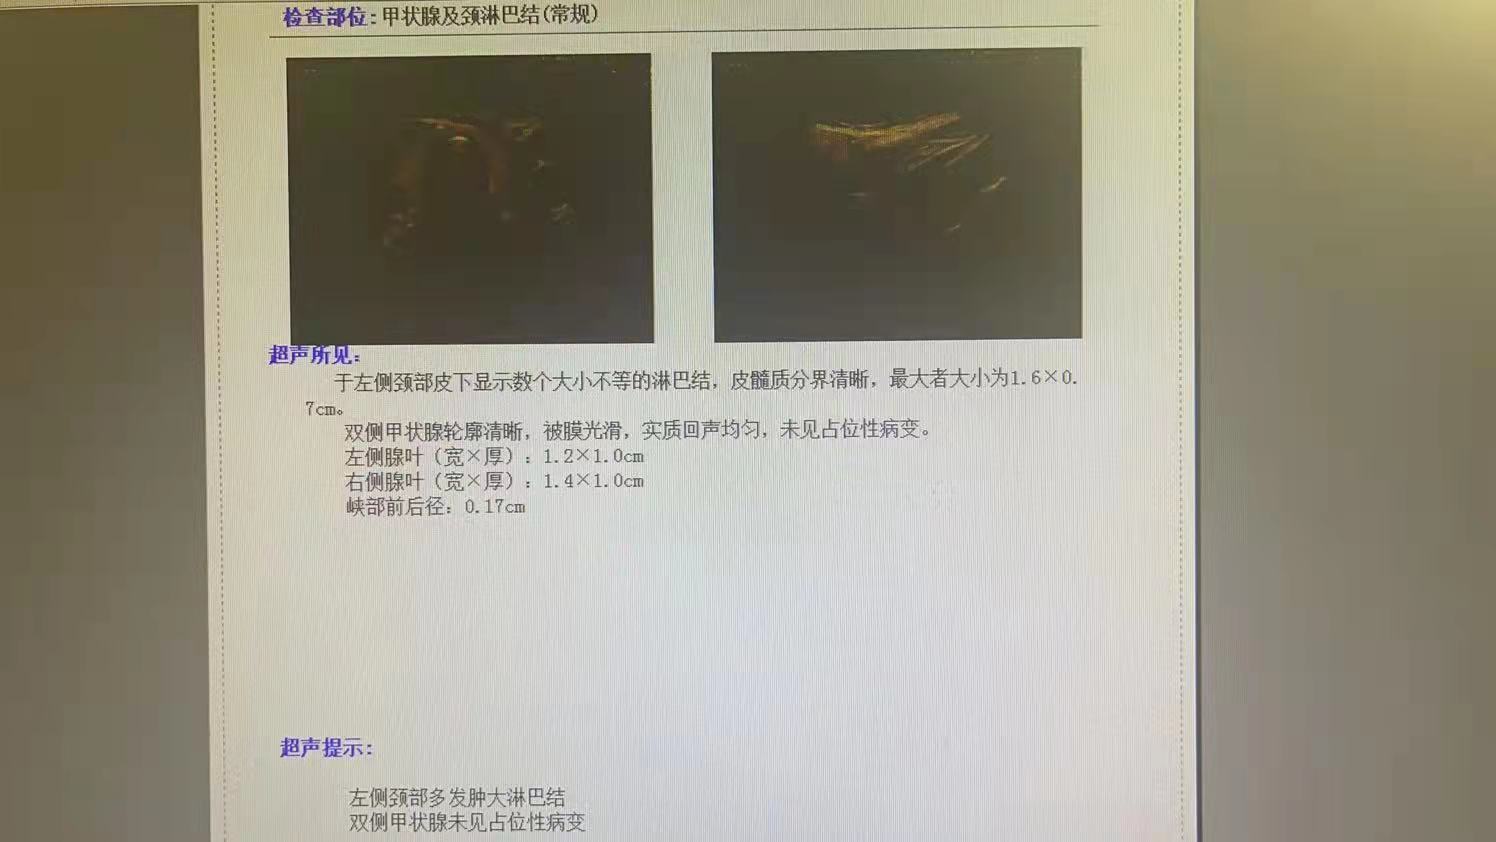 检查部位:甲状腺及颈淋巴结(常规)
超声所见:
于左侧颈部皮下显示数个大小不等的淋巴结，皮髓质分界清晰，最大者大小为1.6×0.
7cm。
双侧甲状腺轮廓清晰，被膜光滑，实质回声均匀，未见占位性病变。
左侧腺叶（宽×厚）：1.2×1.0cm
右侧腺叶（宽×厚）：1.4×1.0cm
峡部前后径：0.17cm
超声提示:
左侧颈部多发肿大淋巴结
双侧甲状腺未见占位性病变